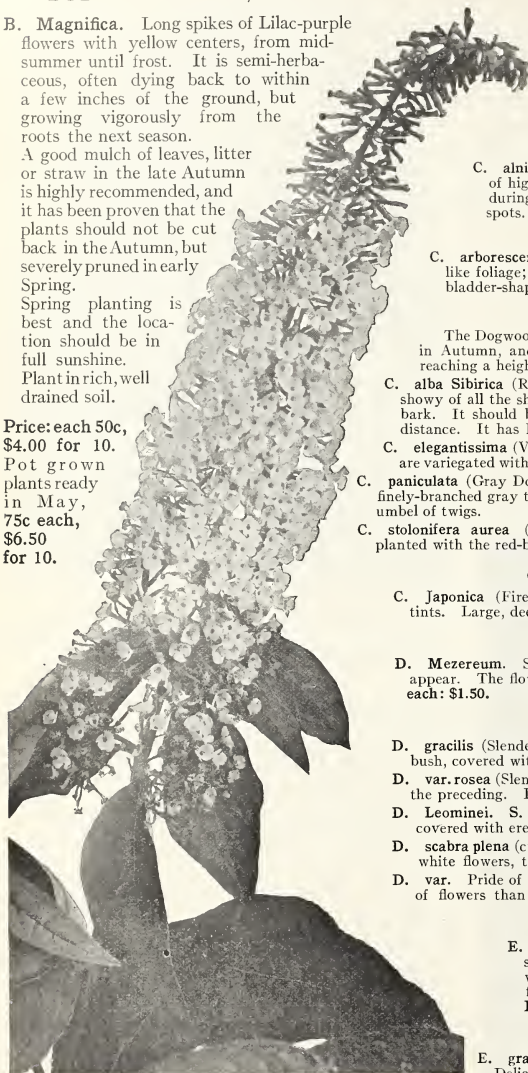 B. Magnifica. Long spikes of Lilac-purple
flowers with yellow centers, from mid-
summer until frost. It is semi-herba-
ceous, often dying back to within
a few inches of the ground, but
growing vigorously from the
roots the next season.
A good mulch of leaves, litter
or straw in the late Autumn
is highly recommended, and
it has been proven that the
plants should not be cut
back in the Autumn, but
severely pruned in early
Spring.
Spring planting is
best and the loca-
tion should be in
full sunshine.
Plant in rich, well
drained soil.
Price: each 50c,
$4.00 for 10.
Pot grown
plants ready
in May,
75c each,
$6.50
for 10.
C. alni
of hig
during
spots.
C. arboresce
like foliage;
bladder-shap
The Dogwoo
in Autumn, and
reaching a heigh
C. alba Sibirica (R
showy of all the sh
bark. It should b
distance. It has
C. elegantissima (V
are variegated with
C. paniculata (Gray Do
finely-branched gray t
umbel of twigs.
C. stolonifera aurea (
planted with the red-b
C. Japonica (Fire
tints. Large, dee
D. Mezereum. S
appear. The flo
each: $1.50.
D. gracilis (Slende
bush, covered wit
D. var. rosea (Slen
the preceding.
D. Leominei. S.
covered with ere
D. scabra plena (c
white flowers, t
D. var. Pride of
of flowers than
E.
E. gra